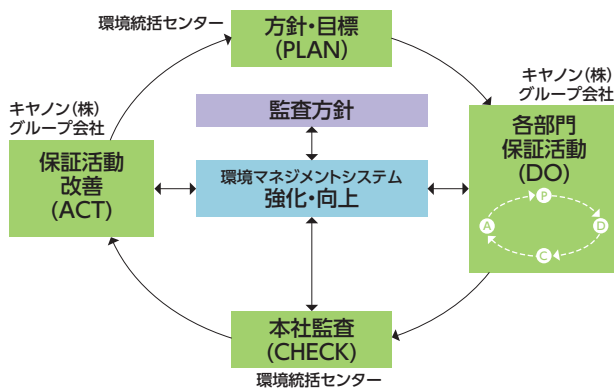 環境統括センター
方針・目標
(PLAN)
キヤノン(株)
グループ会社
各部門
保証活動
(DO)
P
D
C
A
監査方針
環境マネジメントシステム
強化・向上
キヤノン(株)
グループ会社
保証活動
改善
(ACT)
本社監査
(CHECK)
環境統括センター